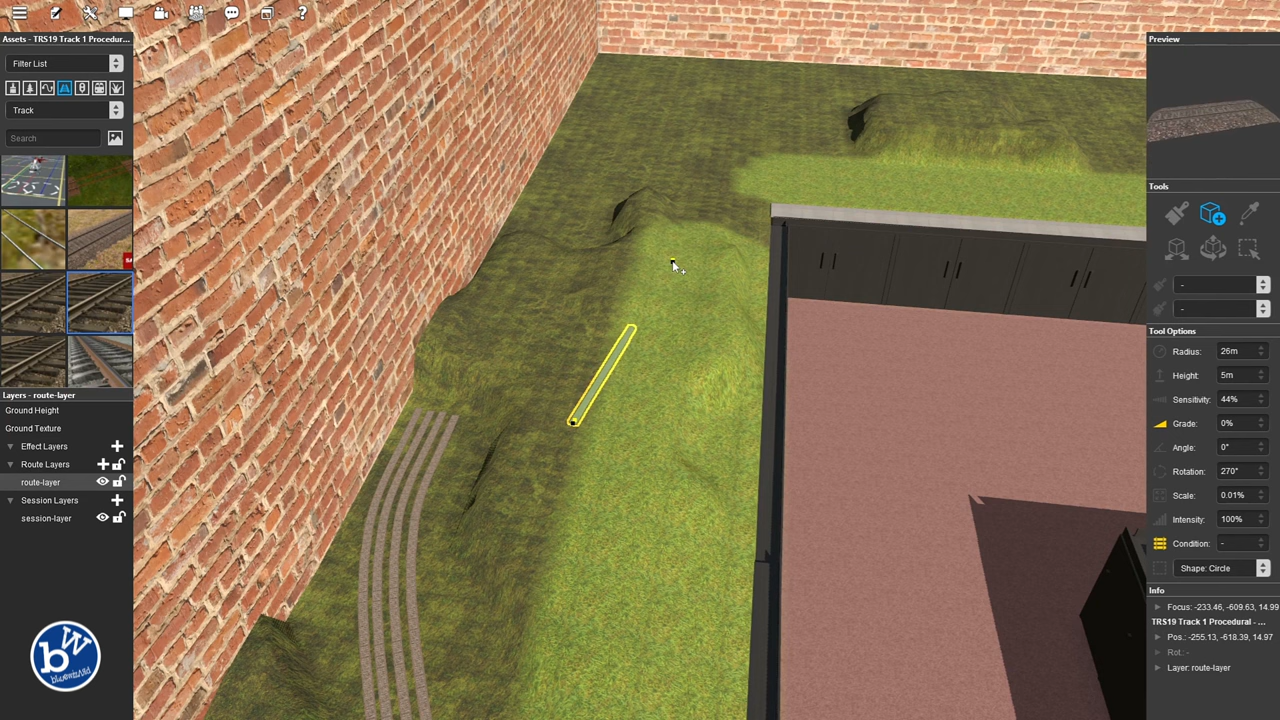 Assets - TRS19 Track 1 Procedur...
Filter List
Track
Search
Layers - route-layer
Ground Height
Ground Texture
Effect Layers
Route Layers
route-layer
Session Layers
session-layer
bW
bluewizard
Preview
Tools
-
-
Tool Options
Radius: 26m
Height: 5m
Sensitivity: 44%
Grade: 0%
Angle: 0°
Rotation: 270°
Scale: 0.01%
Intensity: 100%
Condition: -
Shape: Circle
Info
Focus: -233.46, -609.63, 14.99
TRS19 Track 1 Procedural - ...
Pos.: -255.13, -618.39, 14.97
Rot.: -
Layer: route-layer